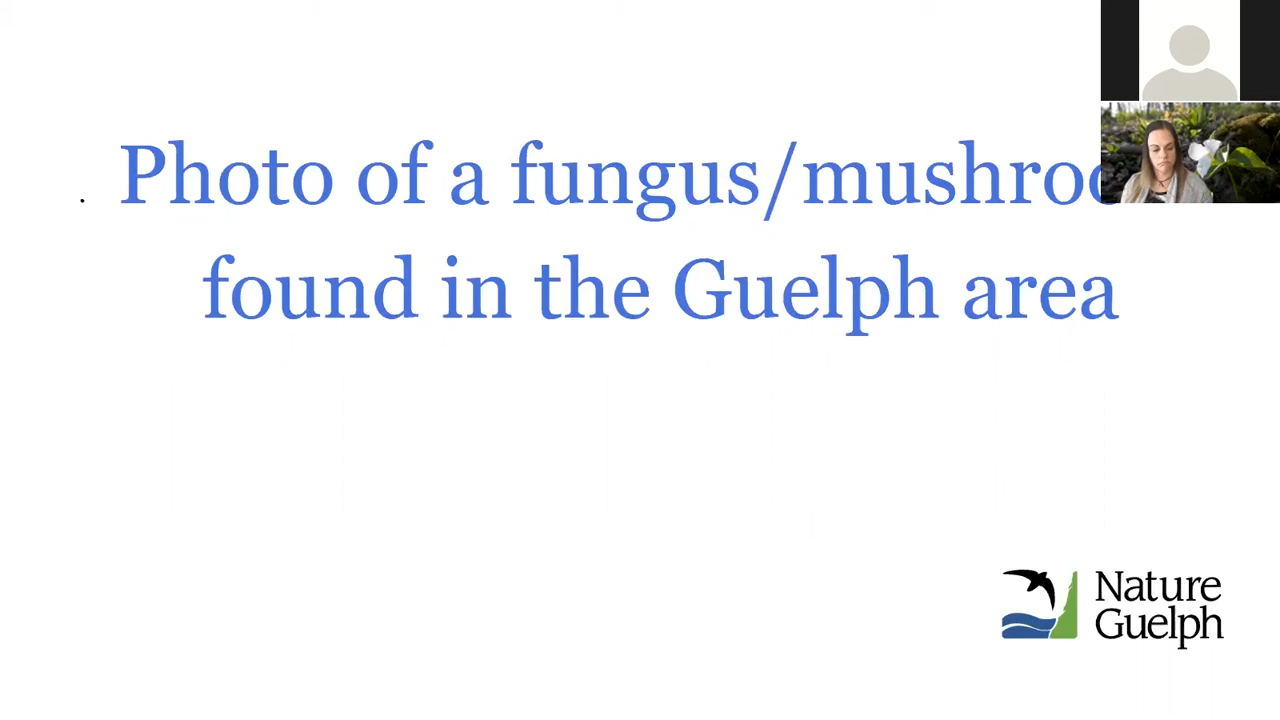 Photo of a fungus/mushroo
found in the Guelph area
Nature
Guelph